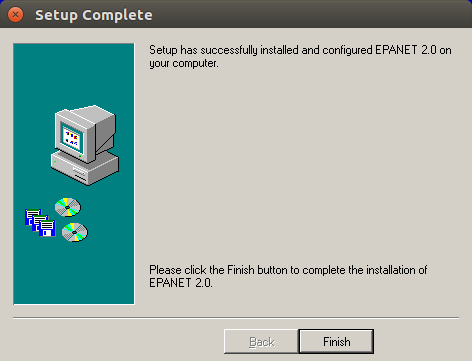 Setup Complete
Setup has successfully installed and configured EPANET 2.0 on
your computer.
Please click the Finish button to complete the installation of
EPANET 2.0.
Back
Finish